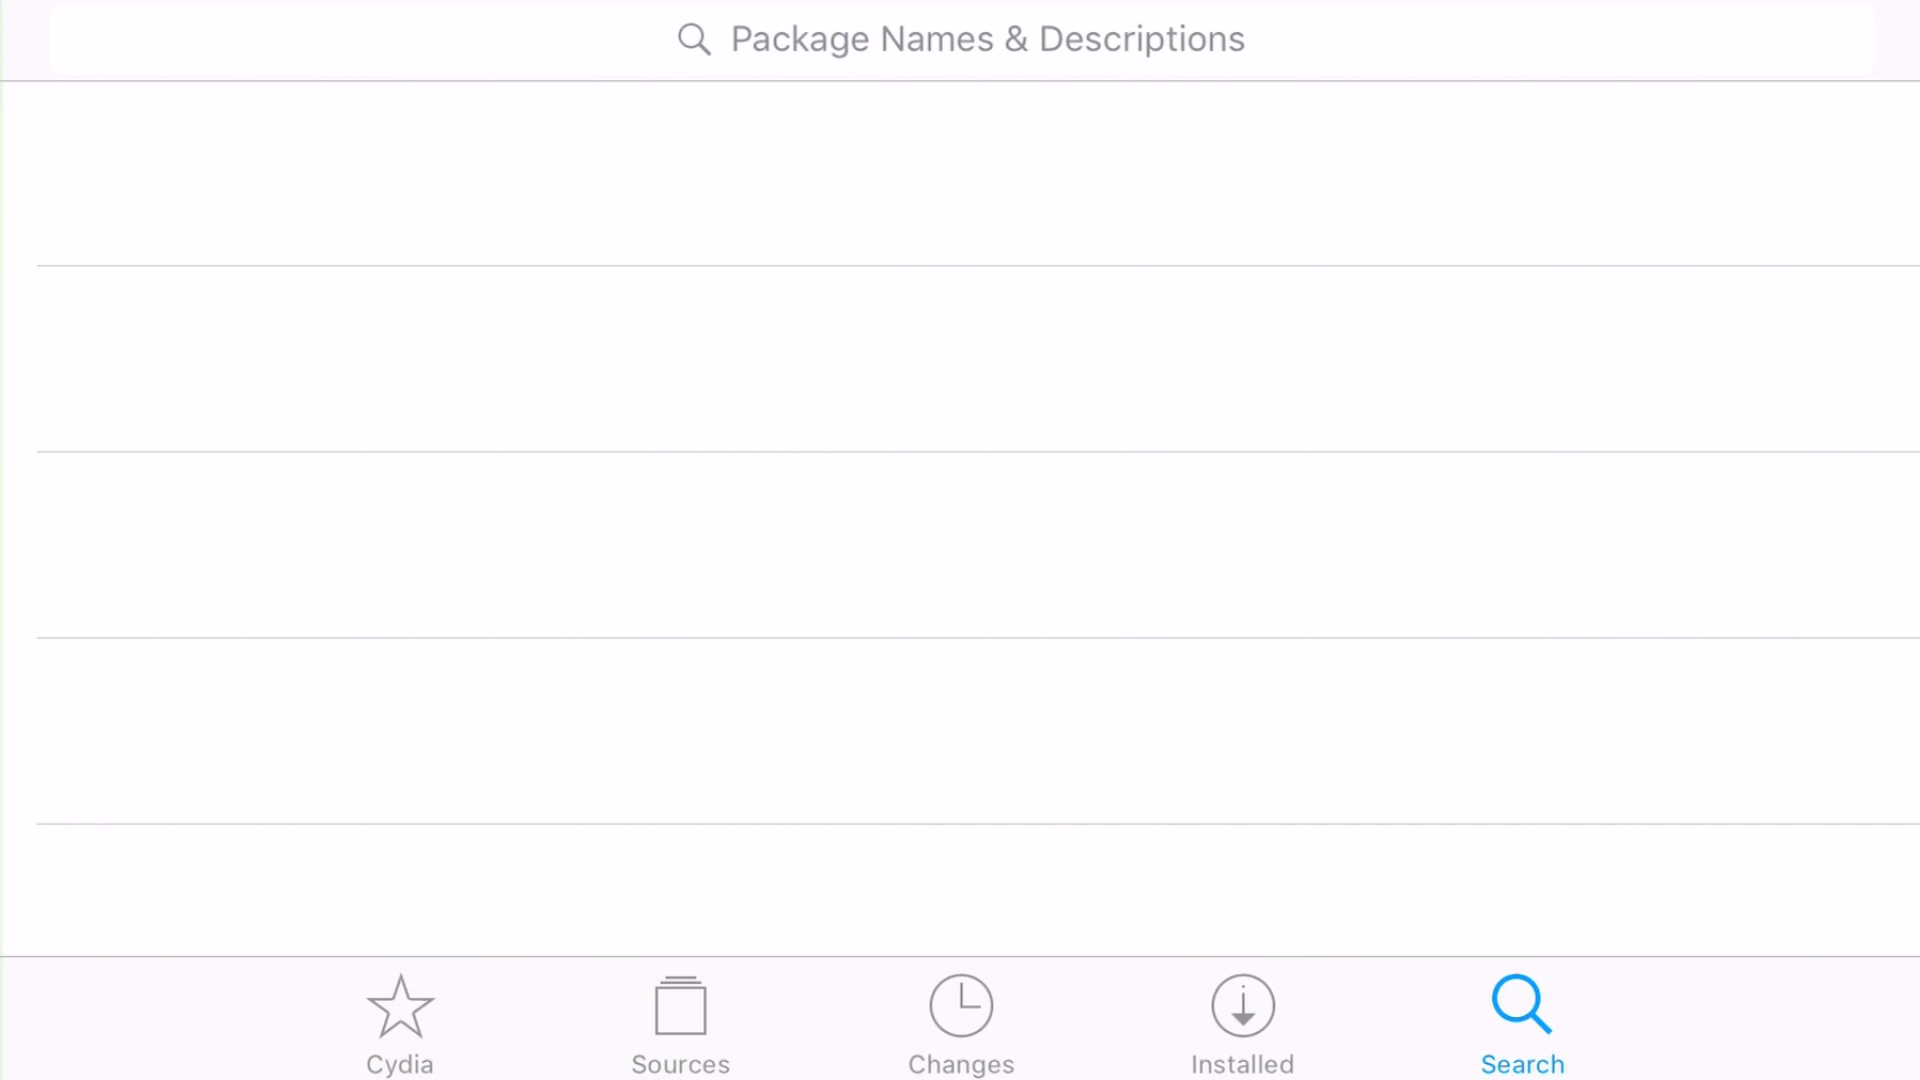 Package Names & Descriptions
Cydia
Sources
Changes
Installed
Search